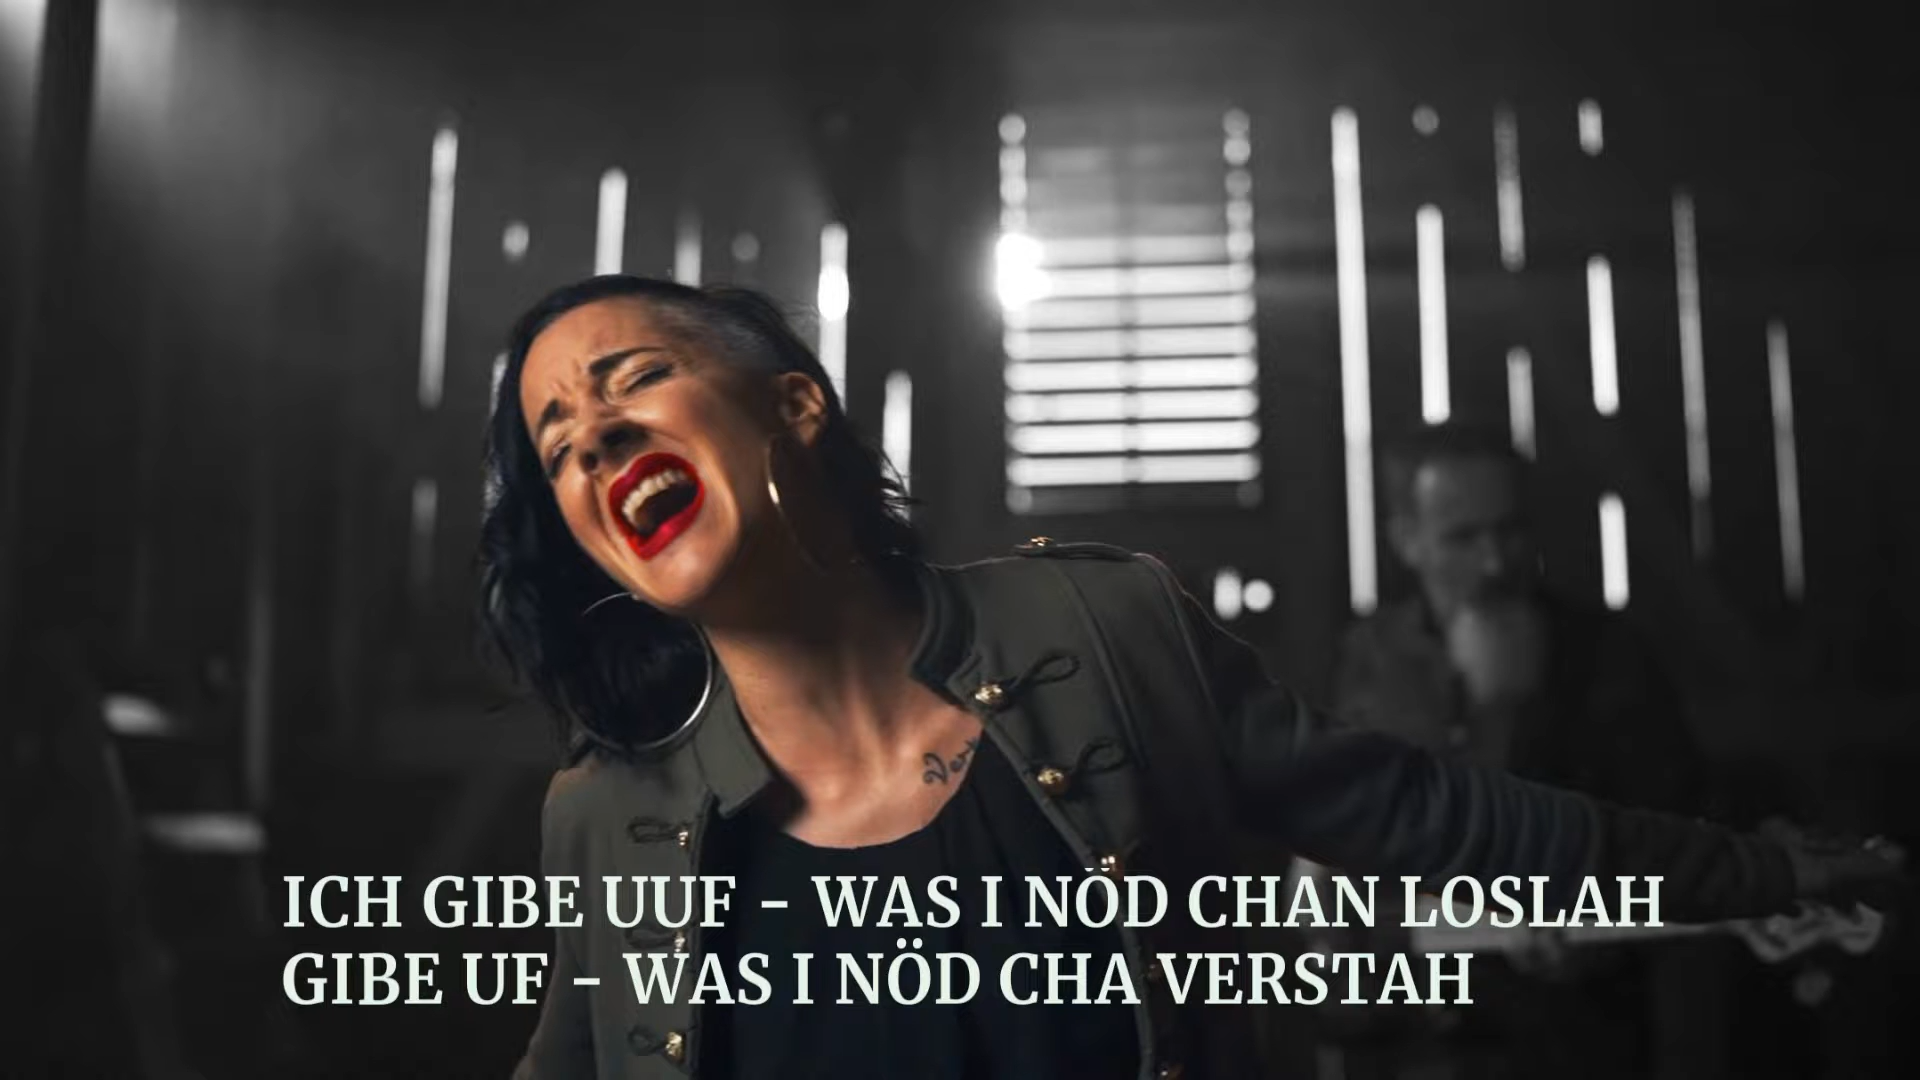 ICH GIBE UUF - WAS I NÖD CHAN LOSLAH
GIBE UF - WAS I NÖD CHA VERSTAH